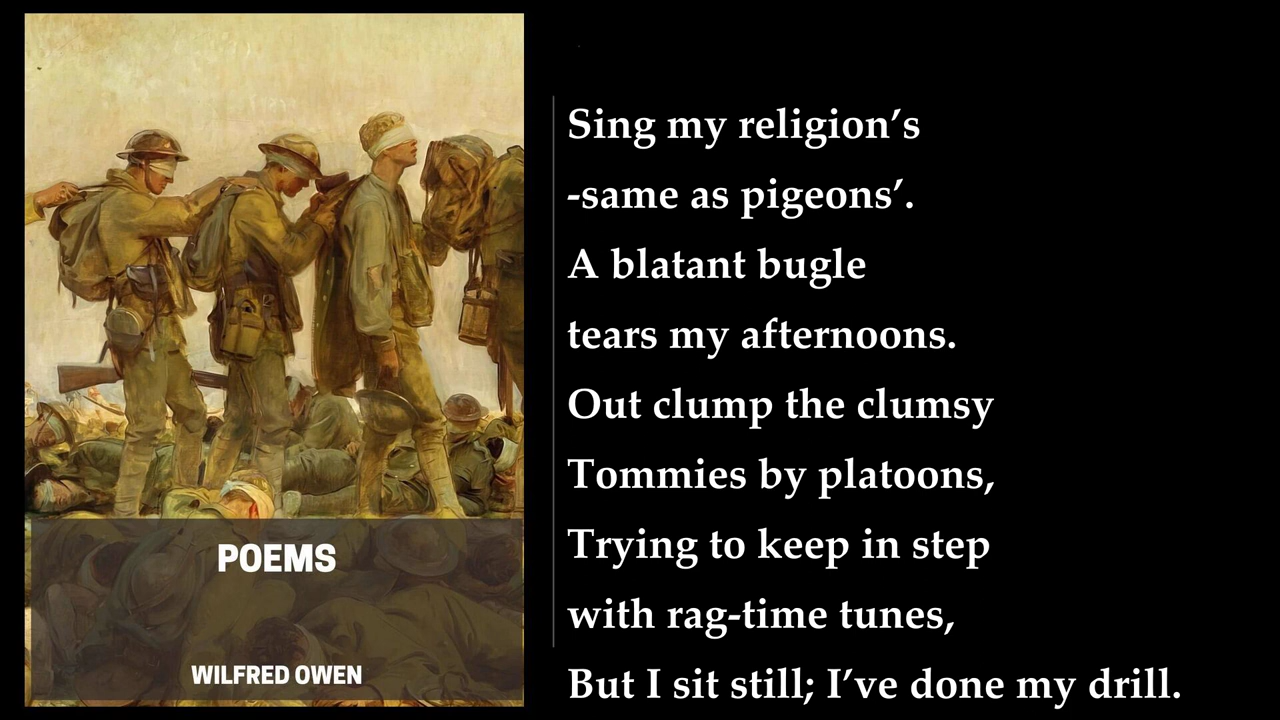 POEMS
WILFRED OWEN
Sing my religion’s
-same as pigeons’.
A blatant bugle
tears my afternoons.
Out clump the clumsy
Tommies by platoons,
Trying to keep in step
with rag-time tunes,
But I sit still; I’ve done my drill.